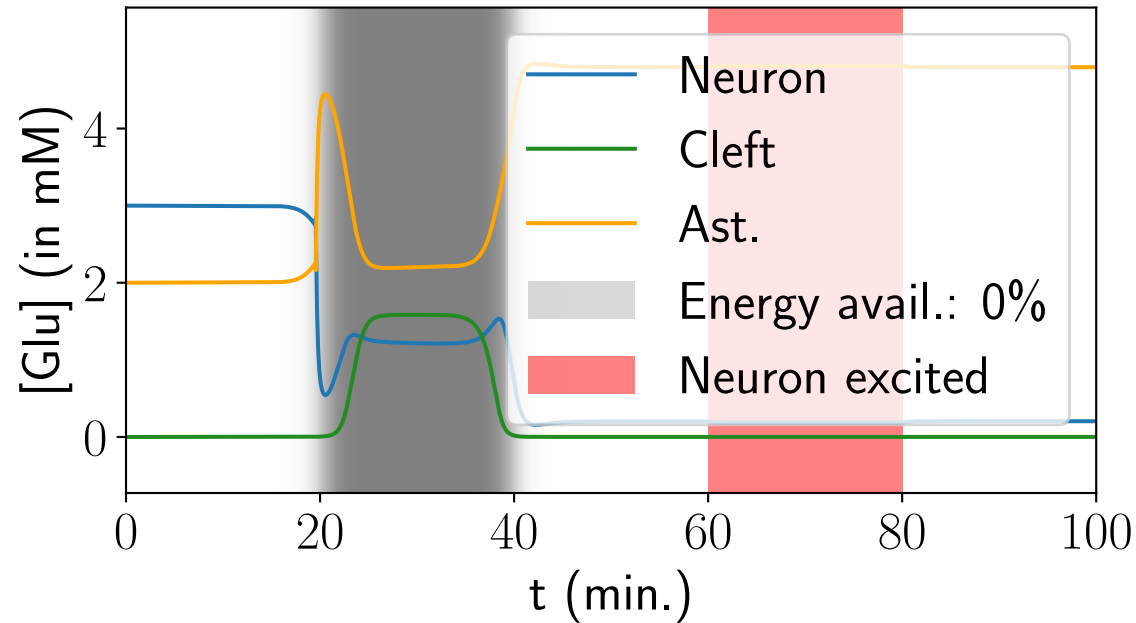 [Glu] (in mM)
4
2
0
Neuron
Cleft
Ast.
Energy avail.: 0%
Neuron excited
0 20 40 60 80 100
t (min.)